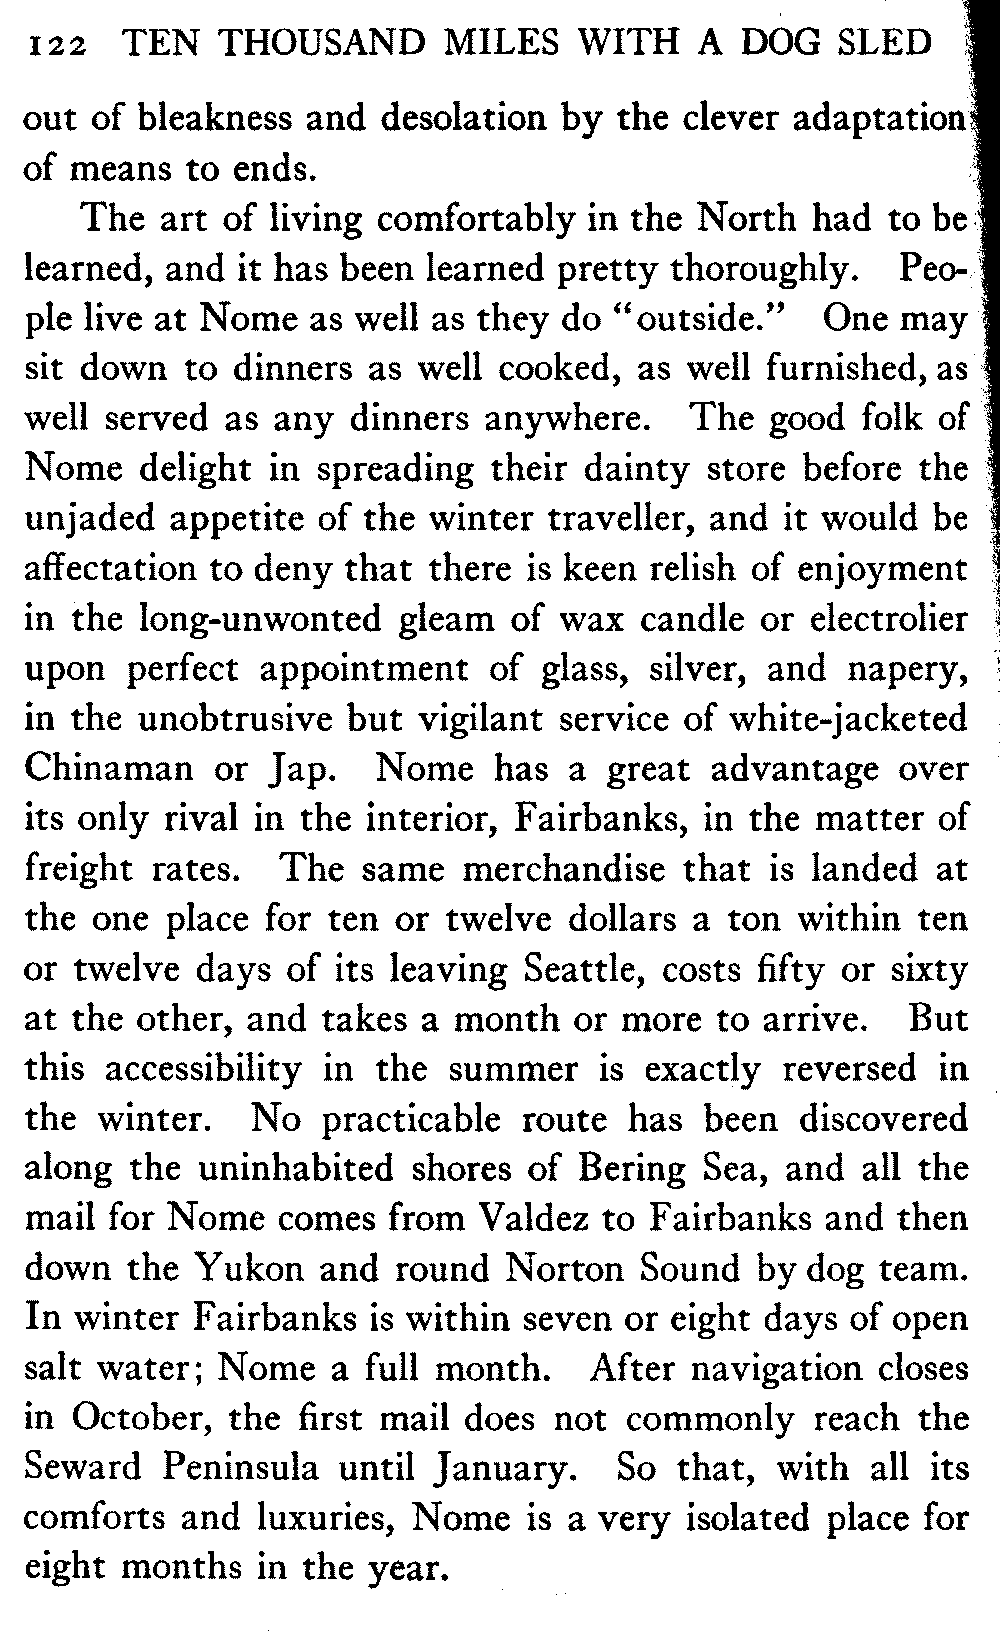 122 TEN THOUSAND MILES WITH A DOG SLED
out of bleakness and desolation by the clever adaptation
of means to ends.
The art of living comfortably in the North had to be
learned, and it has been learned pretty thoroughly. Peo-
ple live at Nome as well as they do "outside." One may
sit down to dinners as well cooked, as well furnished, as
well served as any dinners anywhere. The good folk of
Nome delight in spreading their dainty store before the
unjaded appetite of the winter traveller, and it would be
affectation to deny that there is keen relish of enjoyment
in the long-unwonted gleam of wax candle or electrolier
upon perfect appointment of glass, silver, and napery,
in the unobtrusive but vigilant service of white-jacketed
Chinaman or Jap. Nome has a great advantage over
its only rival in the interior, Fairbanks, in the matter of
freight rates. The same merchandise that is landed at
the one place for ten or twelve dollars a ton within ten
or twelve days of its leaving Seattle, costs fifty or sixty
at the other, and takes a month or more to arrive. But
this accessibility in the summer is exactly reversed in
the winter. No practicable route has been discovered
along the uninhabited shores of Bering Sea, and all the
mail for Nome comes from Valdez to Fairbanks and then
down the Yukon and round Norton Sound by dog team.
In winter Fairbanks is within seven or eight days of open
salt water; Nome a full month. After navigation closes
in October, the first mail does not commonly reach the
Seward Peninsula until January. So that, with all its
comforts and luxuries, Nome is a very isolated place for
eight months in the year.